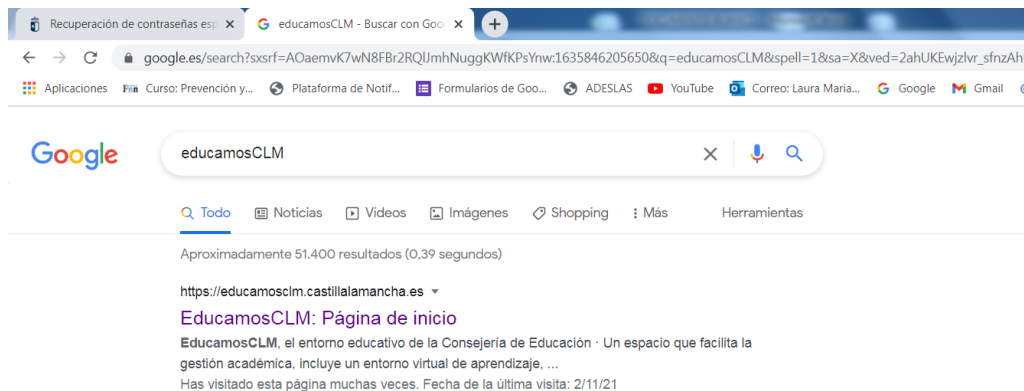 Recuperación de contraseñas esp
educamosCLM - Buscar con Goo
google.es/search?sxsrf=AOaemvK7wN8FBr2RQlJmhNuggKWfKPsYnw:1635846205650&q=educamosCLM&spell=1&sa=X&ved=2ahUKEwjzlvr_sfnzAh
Aplicaciones Curso: Prevención y... Plataforma de Notif... Formularios de Goo... ADESLAS YouTube Correo: Laura Maria... Google Gmail
Google
educamosCLM
Todo Noticias Videos Imágenes Shopping Más Herramientas
Aproximadamente 51.400 resultados (0,39 segundos)
https://educamosclm.castillalamancha.es
EducamosCLM: Página de inicio
EducamosCLM, el entorno educativo de la Consejería de Educación · Un espacio que facilita la
gestión académica, incluye un entorno virtual de aprendizaje, ...
Has visitado esta página muchas veces. Fecha de la última visita: 2/11/21